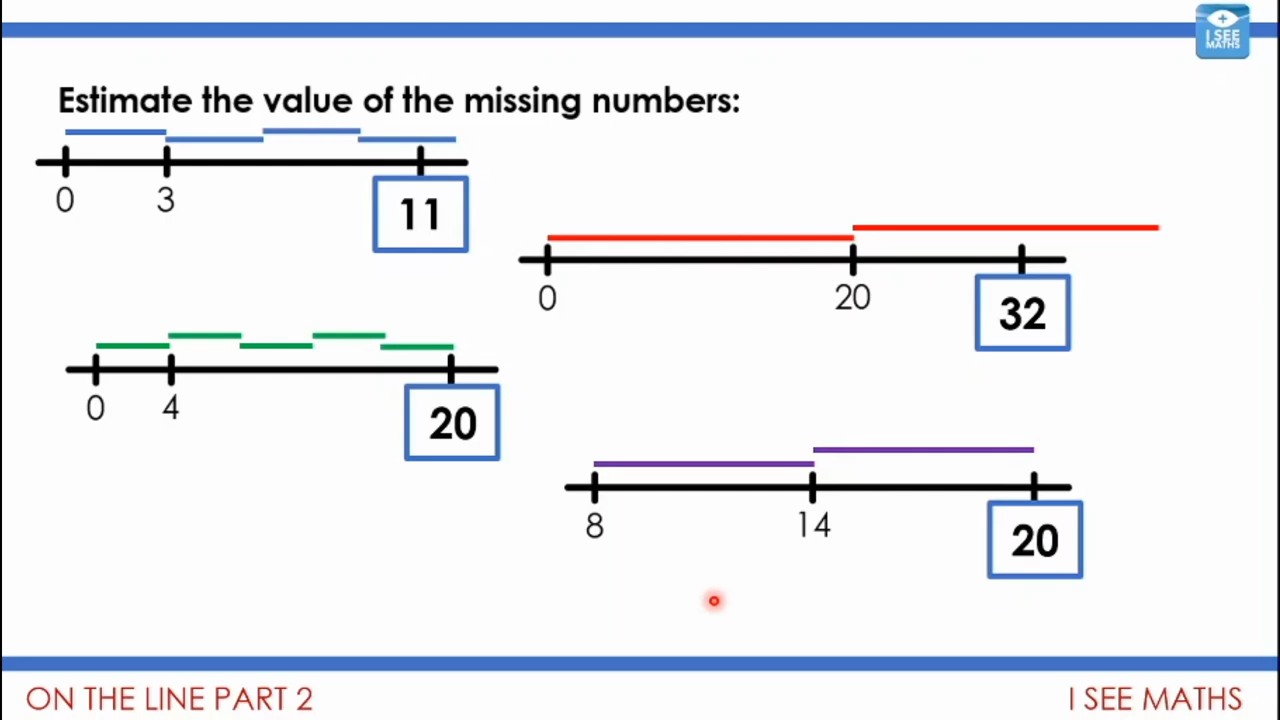 I SEE
MATHS
Estimate the value of the missing numbers:
0 3 11
0 20 32
0 4 20
8 14 20
ON THE LINE PART 2
I SEE MATHS